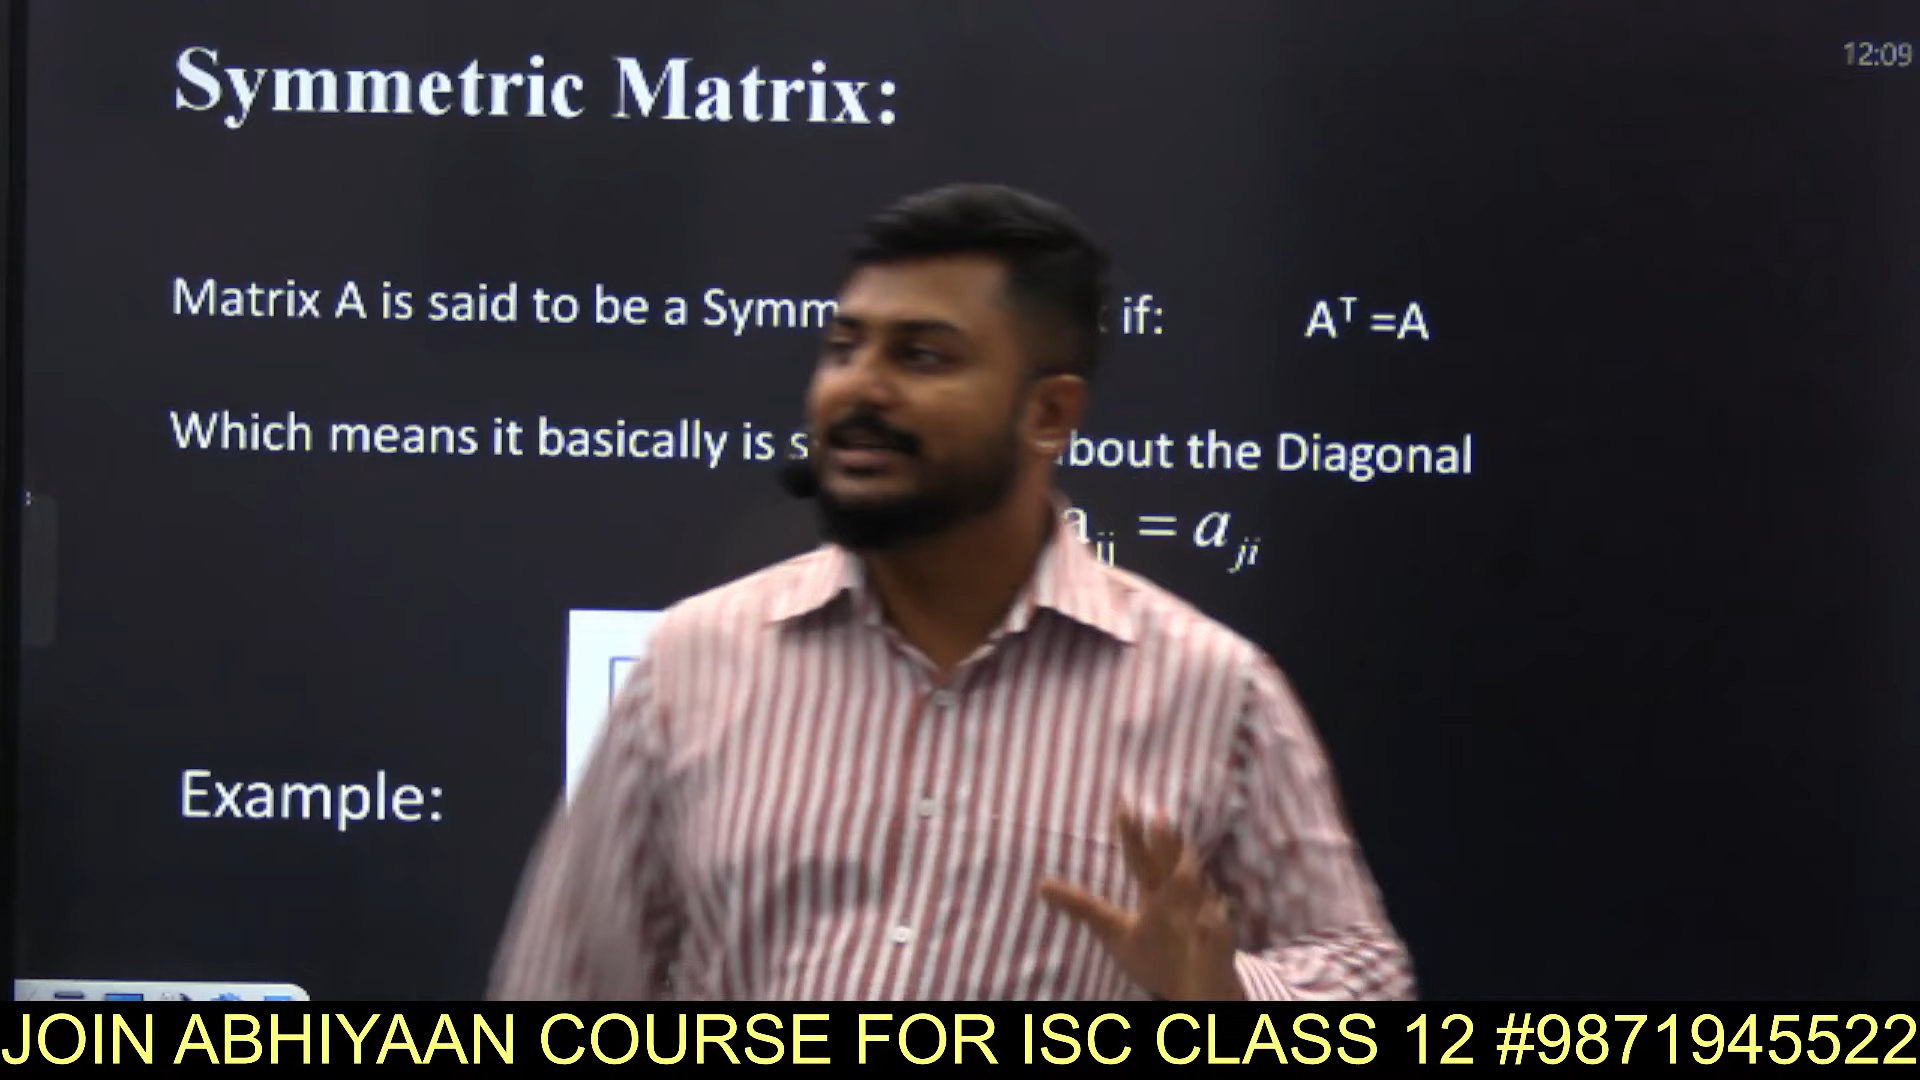 Symmetric Matrix:
12:09
Matrix A is said to be a Symm if: Aᵀ =A
Which means it basically is s bout the Diagonal
aᵢⱼ = aⱼᵢ
Example:
JOIN ABHIYAAN COURSE FOR ISC CLASS 12 #9871945522